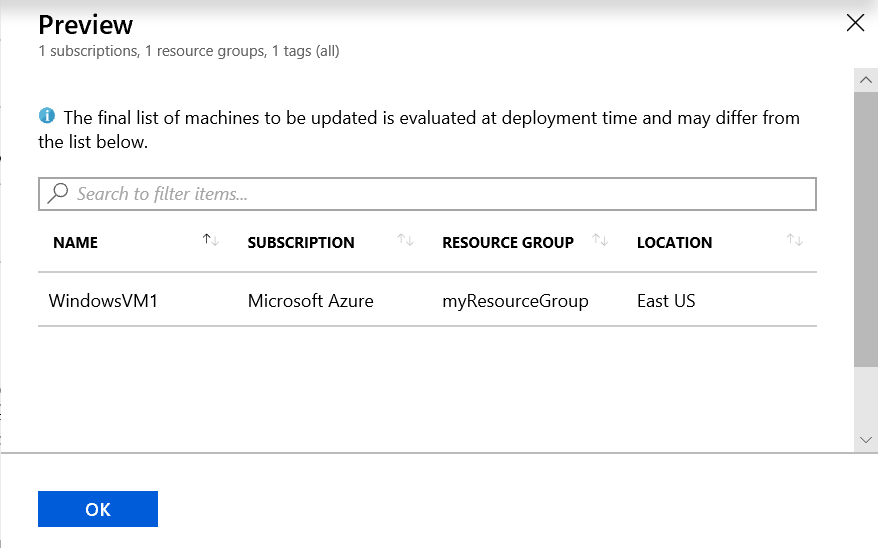 Preview
1 subscriptions, 1 resource groups, 1 tags (all)
The final list of machines to be updated is evaluated at deployment time and may differ from
the list below.
Search to filter items...
NAME SUBSCRIPTION RESOURCE GROUP LOCATION
WindowsVM1 Microsoft Azure myResourceGroup East US
OK